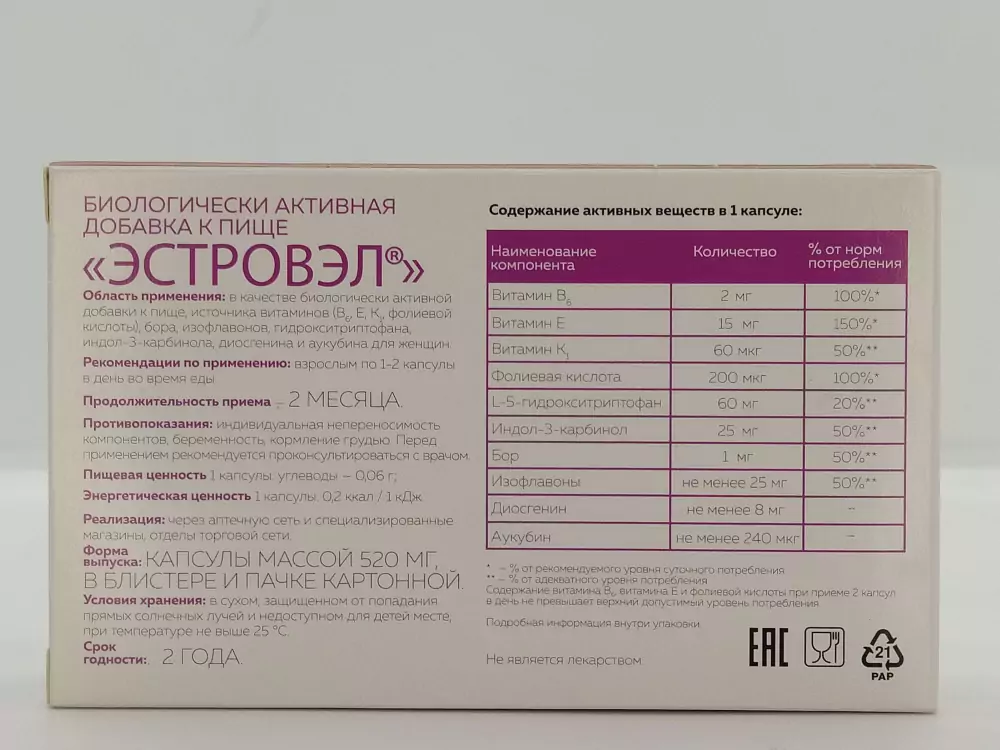 БИОЛОГИЧЕСКИ АКТИВНАЯ
ДОБАВКА К ПИЩЕ
«ЭСТРОВЭЛ®»
Область применения: в качестве биологически активной
добавки к пище, источника витаминов (В6, Е, К1, фолиевой
кислоты), бора, изофлавонов, гидрокситриптофана,
индол-3-карбинола, диосгенина и аукубина для женщин.
Рекомендации по применению: взрослым по 1-2 капсулы
в день во время еды
Продолжительность приема – 2 МЕСЯЦА.
Противопоказания: индивидуальная непереносимость
компонентов, беременность, кормление грудью. Перед
применением рекомендуется проконсультироваться с врачом.
Пищевая ценность 1 капсулы: углеводы – 0,06 г;
Энергетическая ценность 1 капсулы: 0,2 ккал / 1 кДж.
Реализация: через аптечную сеть и специализированные
магазины, отделы торговой сети.
Форма
выпуска: КАПСУЛЫ МАССОЙ 520 МГ,
В БЛИСТЕРЕ И ПАЧКЕ КАРТОННОЙ.
Условия хранения: в сухом, защищенном от попадания
прямых солнечных лучей и недоступном для детей месте,
при температуре не выше 25 °С.
Срок
годности: 2 ГОДА.
Содержание активных веществ в 1 капсуле:
Наименование компонента Количество % от норм потребления
Витамин В6 2 мг 100%*
Витамин Е 15 мг 150%*
Витамин К1 60 мкг 50%**
Фолиевая кислота 200 мкг 100%*
L-5-гидрокситриптофан 60 мг 20%**
Индол-3-карбинол 25 мг 50%**
Бор 1 мг 50%**
Изофлавоны не менее 25 мг 50%**
Диосгенин не менее 8 мг –
Аукубин не менее 240 мкг –
* – % от рекомендуемого уровня суточного потребления
** – % от адекватного уровня потребления
Содержание витамина В6, витамина Е и фолиевой кислоты при приеме 2 капсул
в день не превышает верхний допустимый уровень потребления
Подробная информация внутри упаковки
Не является лекарством
EAC
21
PAP